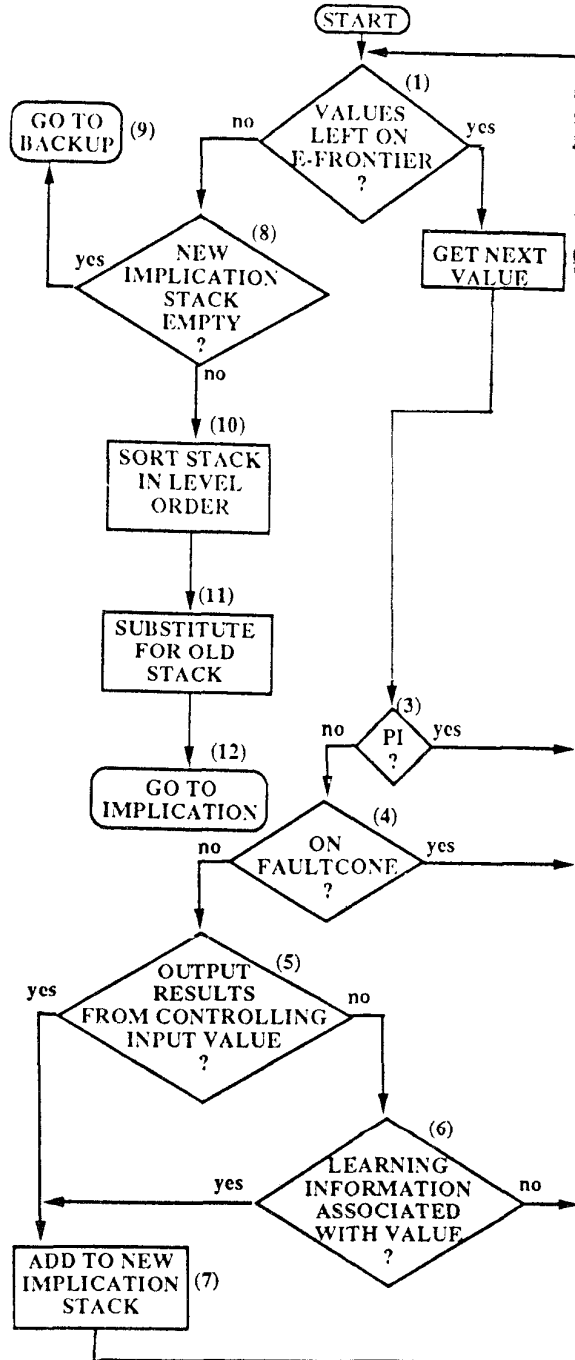 START
(1)
VALUES
LEFT ON
E-FRONTIER
?
no
yes
GO TO
BACKUP
(9)
GET NEXT
VALUE
(8)
NEW
IMPLICATION
STACK
EMPTY
?
yes
no
(10)
SORT STACK
IN LEVEL
ORDER
(11)
SUBSTITUTE
FOR OLD
STACK
(12)
GO TO
IMPLICATION
(3)
PI
?
no
yes
(4)
ON
FAULTCONE
?
no
yes
(5)
OUTPUT
RESULTS
FROM CONTROLLING
INPUT VALUE
?
yes
no
(6)
LEARNING
INFORMATION
ASSOCIATED
WITH VALUE
?
yes
no
ADD TO NEW
IMPLICATION
STACK
(7)